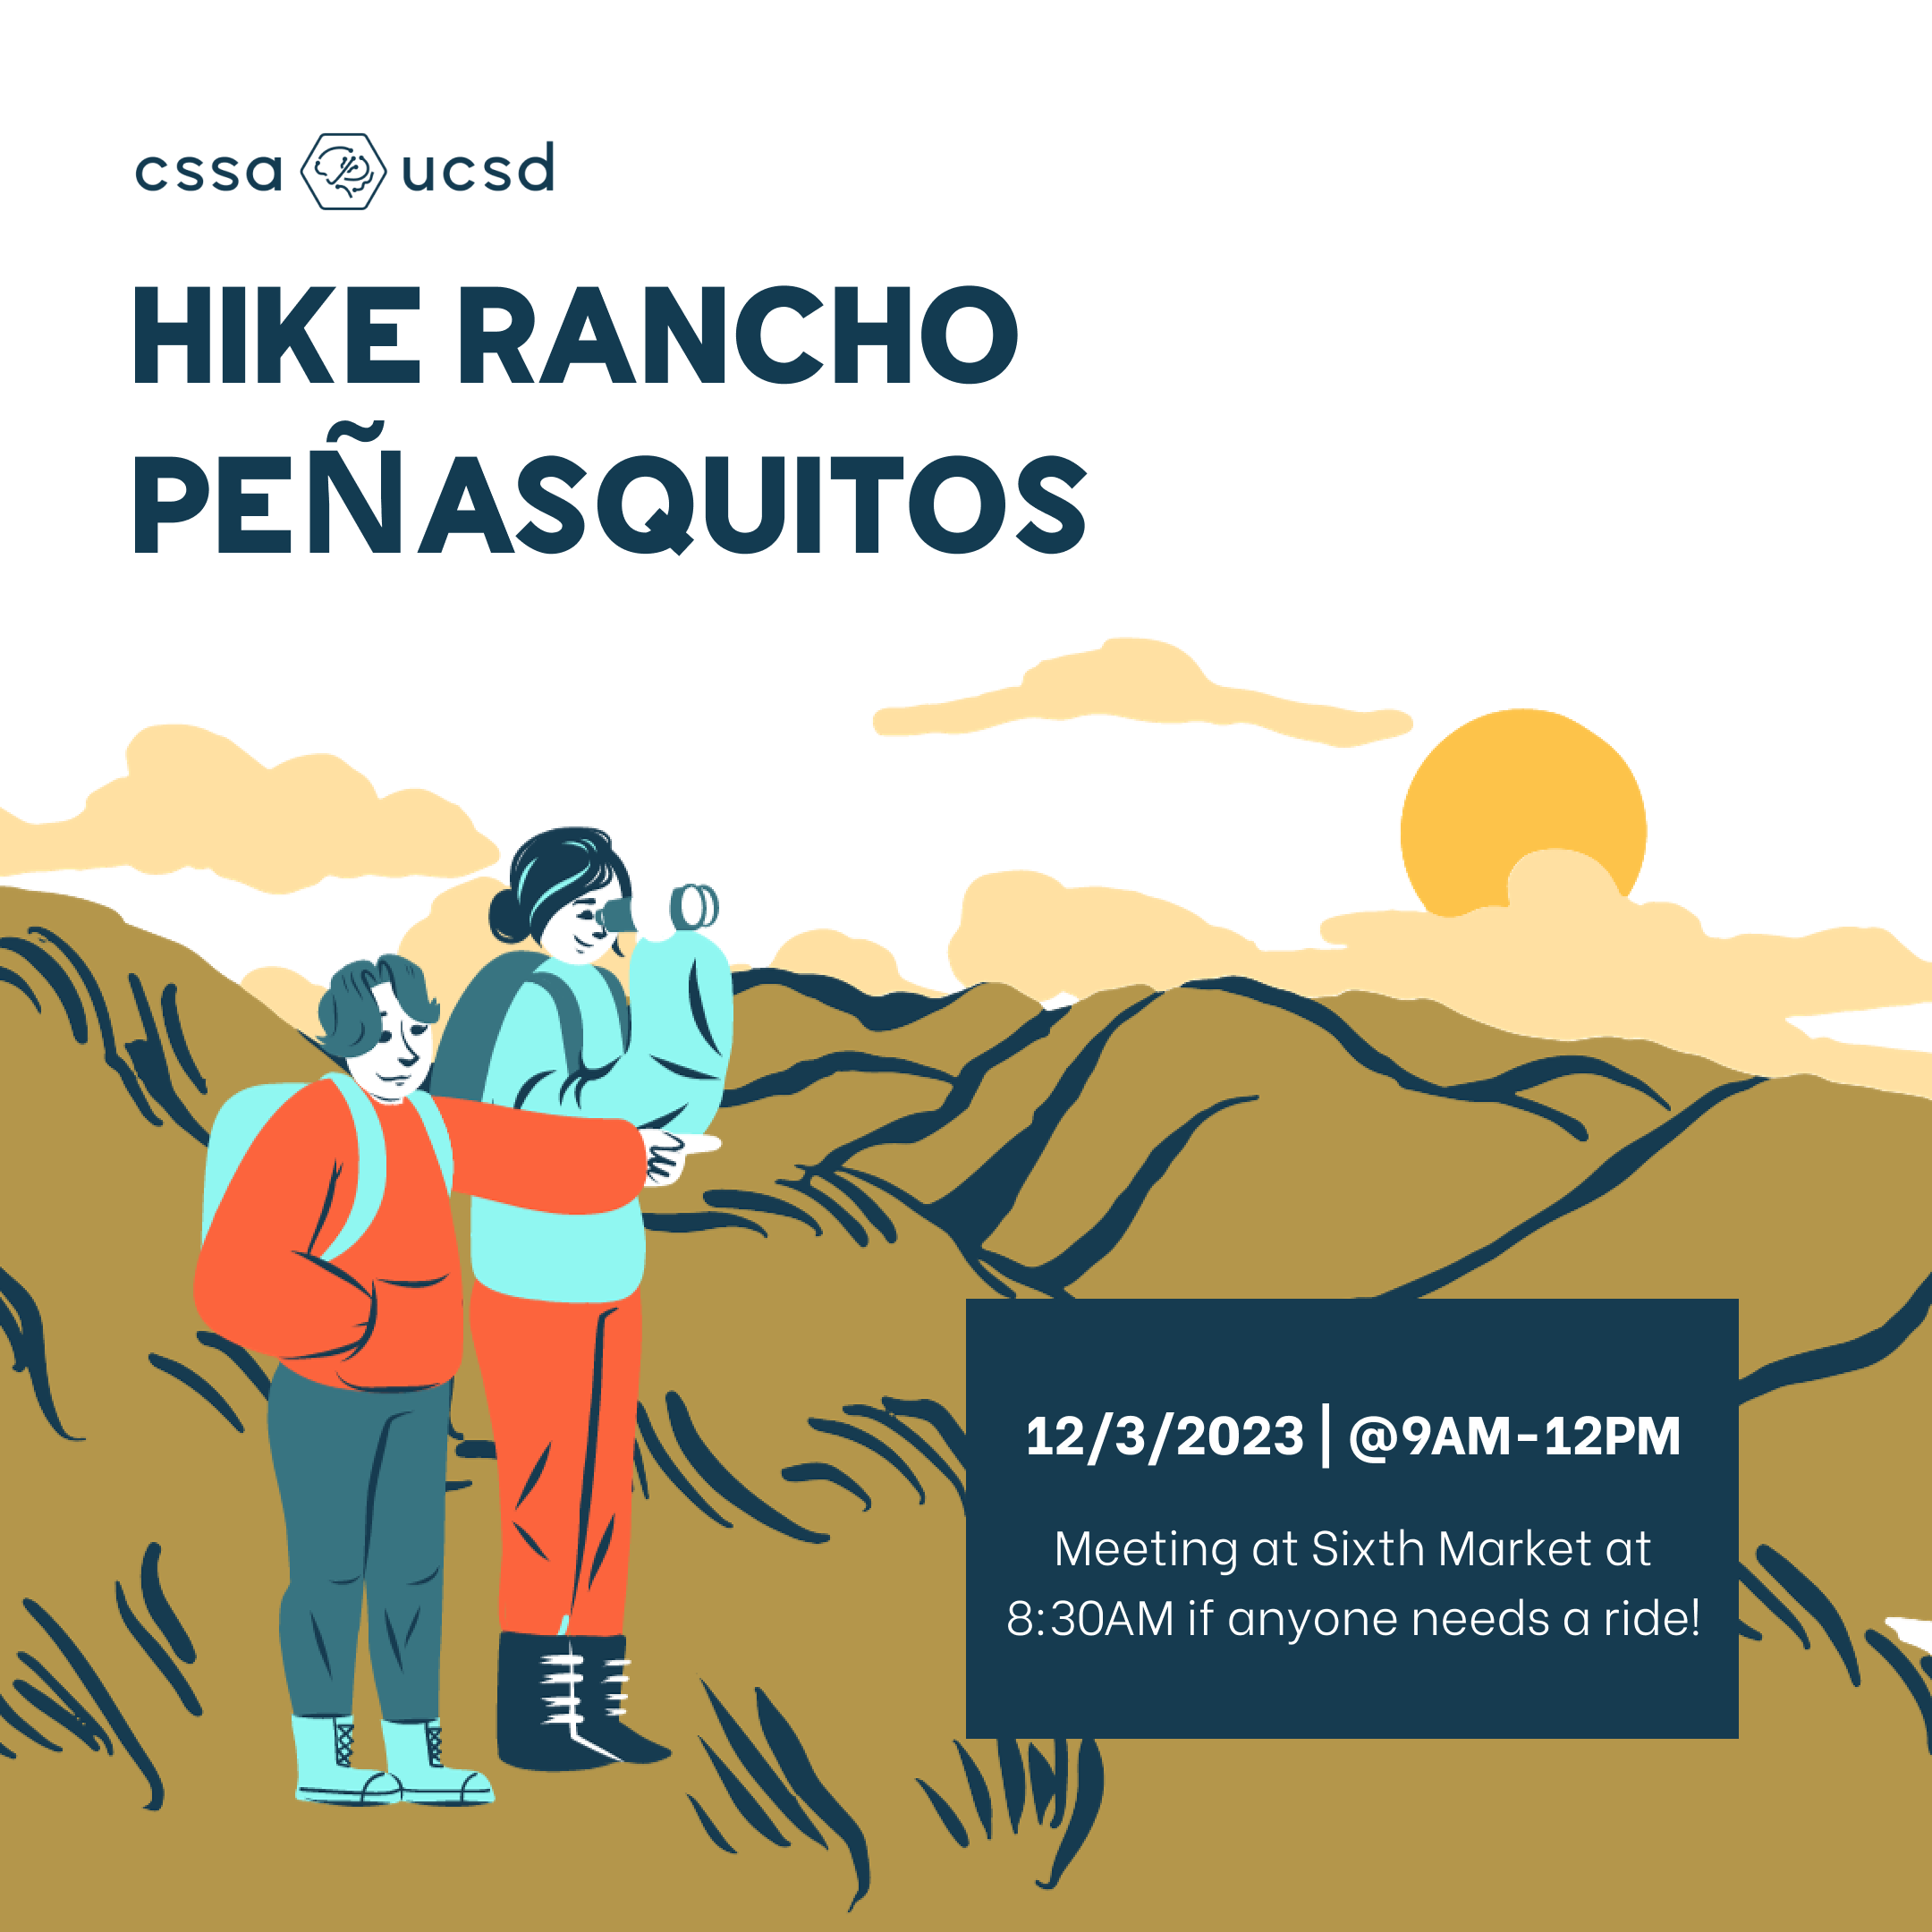 cssa ucsd
HIKE RANCHO
PEÑASQUITOS
12/3/2023 | @9AM-12PM
Meeting at Sixth Market at
8:30AM if anyone needs a ride!